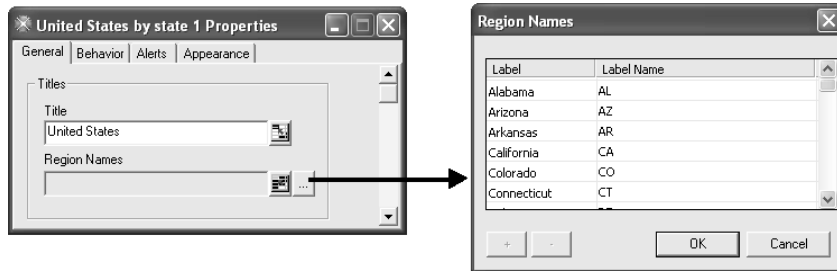 United States by state 1 Properties
General Behavior Alerts Appearance
Titles
Title
United States
Region Names
...
Region Names
Label Label Name
Alabama AL
Arizona AZ
Arkansas AR
California CA
Colorado CO
Connecticut CT
+ - OK Cancel